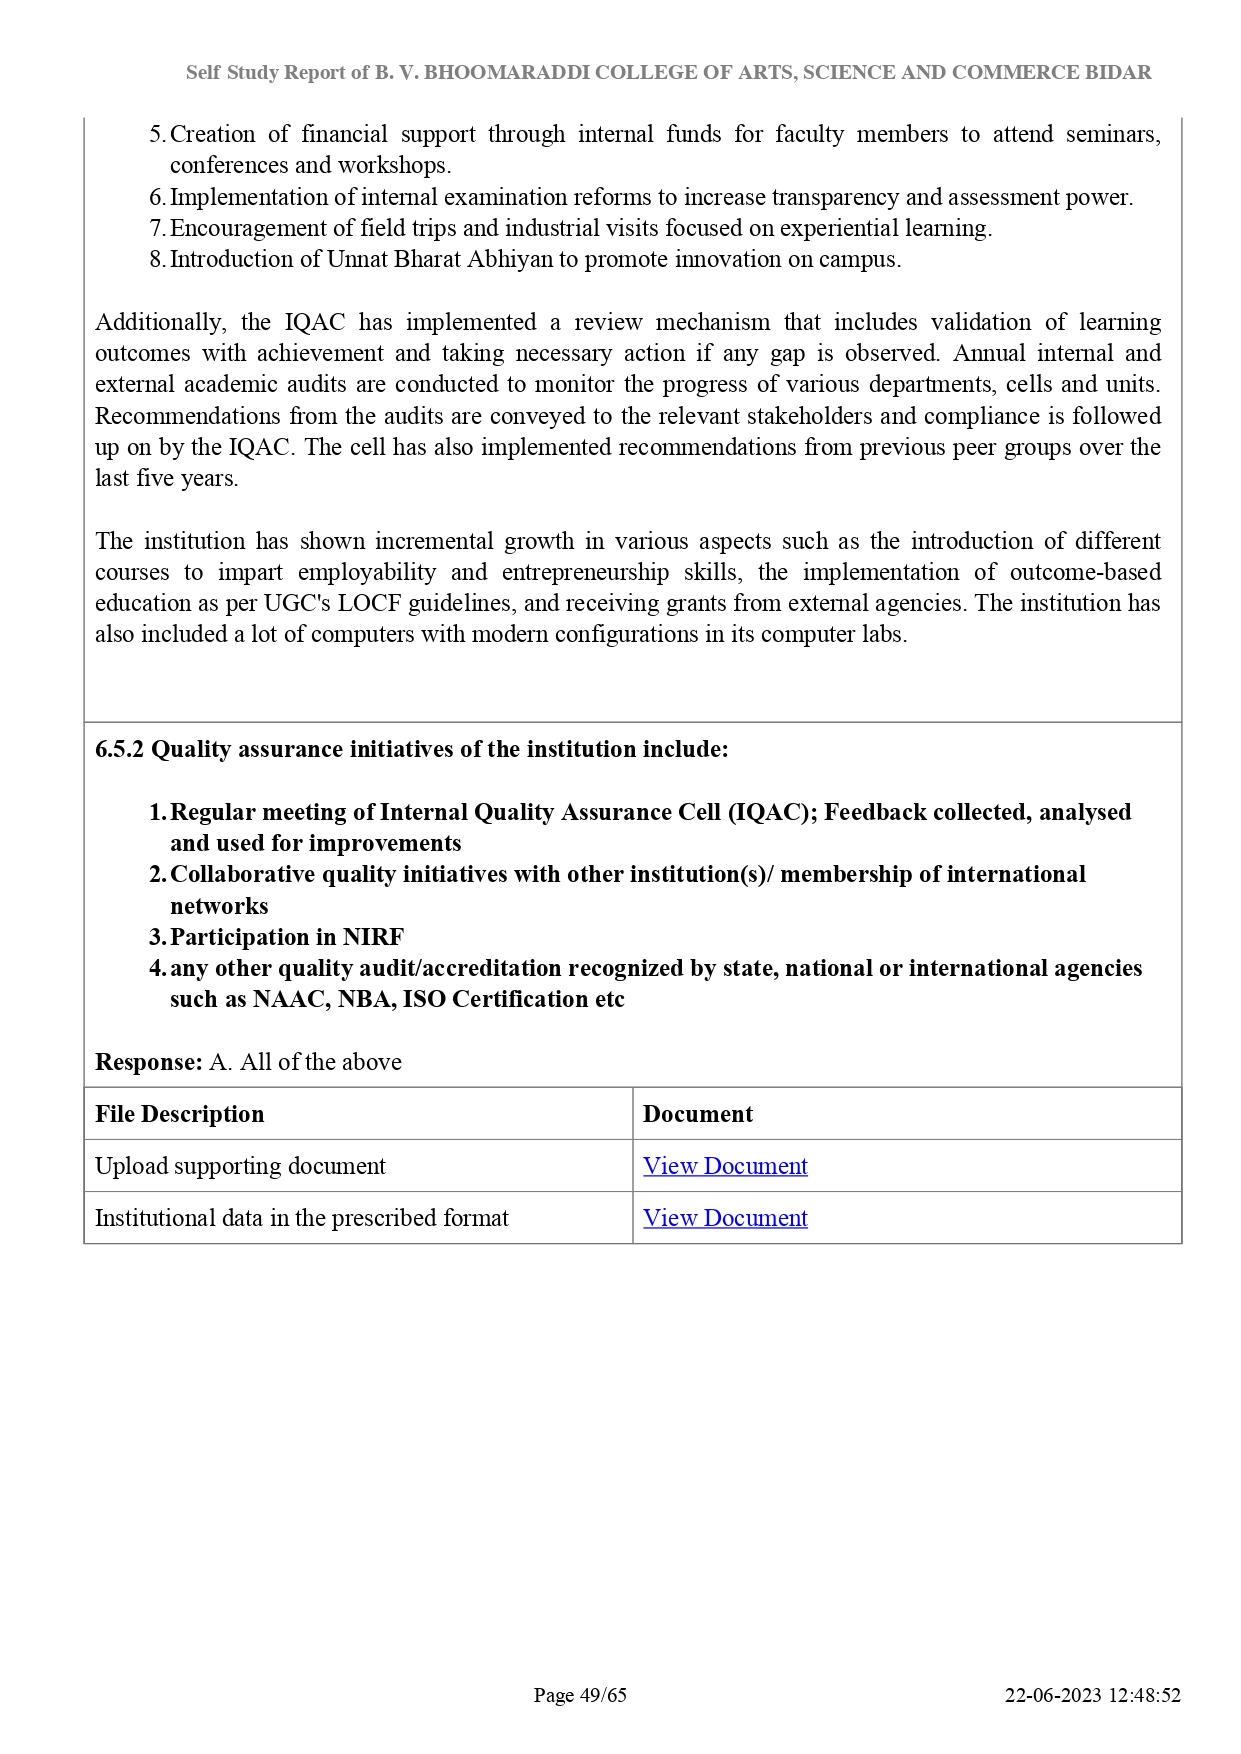 Self Study Report of B. V. BHOOMARADDI COLLEGE OF ARTS, SCIENCE AND COMMERCE BIDAR
5. Creation of financial support through internal funds for faculty members to attend seminars,
conferences and workshops.
6. Implementation of internal examination reforms to increase transparency and assessment power.
7. Encouragement of field trips and industrial visits focused on experiential learning.
8. Introduction of Unnat Bharat Abhiyan to promote innovation on campus.
Additionally, the IQAC has implemented a review mechanism that includes validation of learning
outcomes with achievement and taking necessary action if any gap is observed. Annual internal and
external academic audits are conducted to monitor the progress of various departments, cells and units.
Recommendations from the audits are conveyed to the relevant stakeholders and compliance is followed
up on by the IQAC. The cell has also implemented recommendations from previous peer groups over the
last five years.
The institution has shown incremental growth in various aspects such as the introduction of different
courses to impart employability and entrepreneurship skills, the implementation of outcome-based
education as per UGC's LOCF guidelines, and receiving grants from external agencies. The institution has
also included a lot of computers with modern configurations in its computer labs.
6.5.2 Quality assurance initiatives of the institution include:
1. Regular meeting of Internal Quality Assurance Cell (IQAC); Feedback collected, analysed
and used for improvements
2. Collaborative quality initiatives with other institution(s)/ membership of international
networks
3. Participation in NIRF
4. any other quality audit/accreditation recognized by state, national or international agencies
such as NAAC, NBA, ISO Certification etc
Response: A. All of the above
File Description Document
Upload supporting document View Document
Institutional data in the prescribed format View Document
Page 49/65 22-06-2023 12:48:52